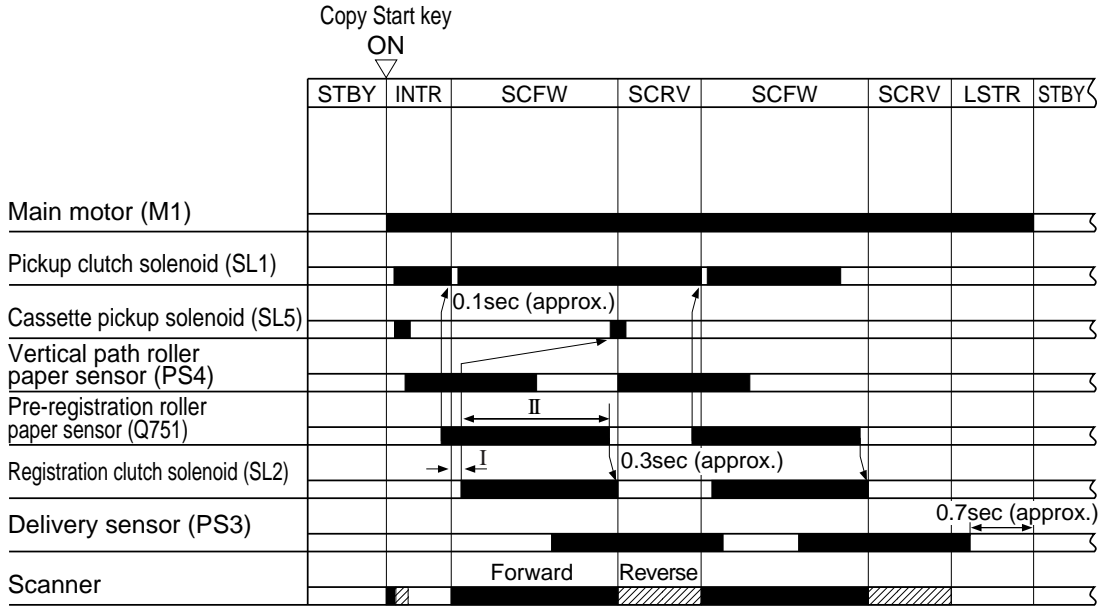 Copy Start key
ON
STBY INTR SCFW SCRV SCFW SCRV LSTR STBY
Main motor (M1)
Pickup clutch solenoid (SL1)
0.1sec (approx.)
Cassette pickup solenoid (SL5)
Vertical path roller
paper sensor (PS4)
Pre-registration roller
paper sensor (Q751)
II
Registration clutch solenoid (SL2)
I
0.3sec (approx.)
Delivery sensor (PS3)
0.7sec (approx.)
Scanner
Forward Reverse